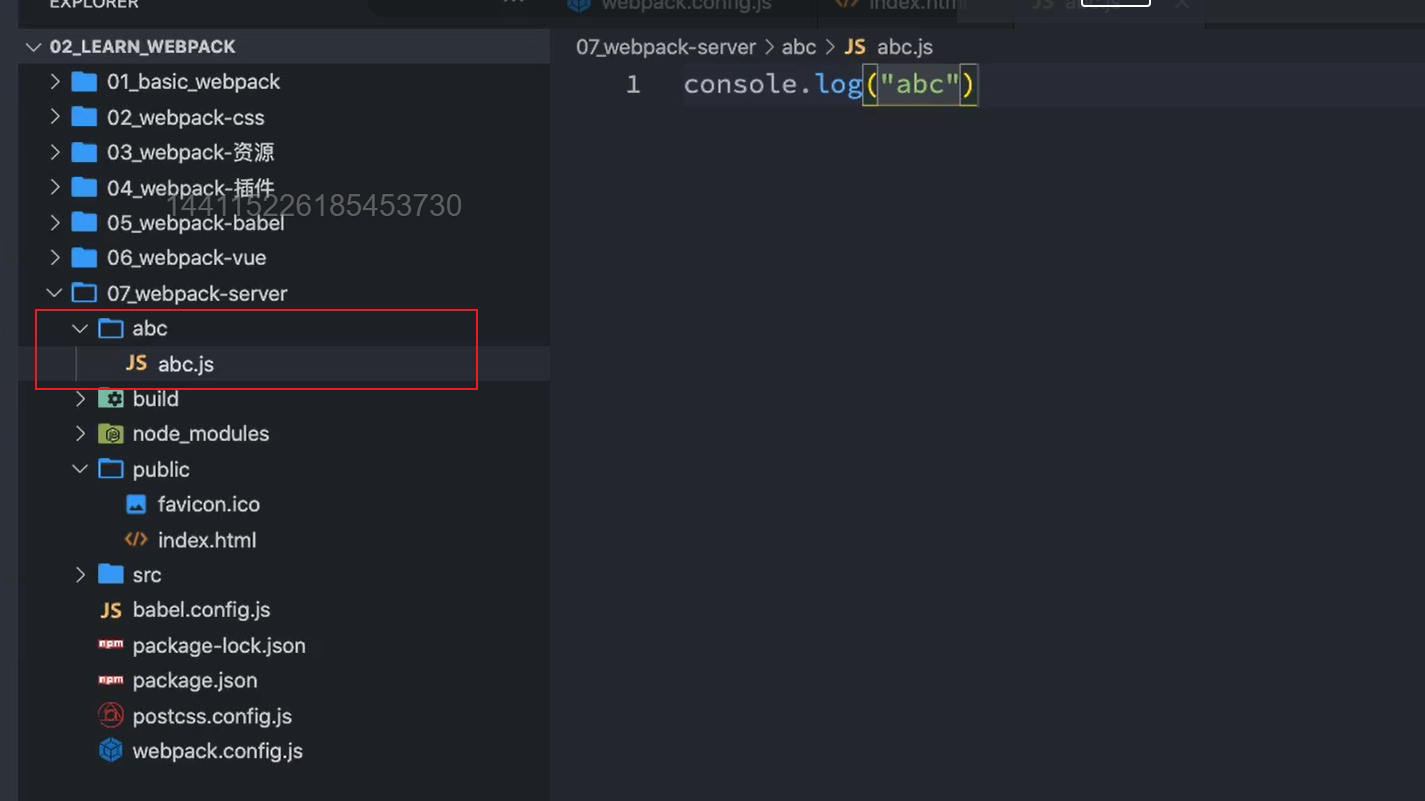 EXPLORER
02_LEARN_WEBPACK
01_basic_webpack
02_webpack-css
03_webpack-资源
04_webpack-插件
144115226185453730
05_webpack-babel
06_webpack-vue
07_webpack-server
abc
JS abc.js
build
node_modules
public
favicon.ico
</> index.html
src
JS babel.config.js
npm package-lock.json
npm package.json
postcss.config.js
webpack.config.js
webpack.config.js
</> index.html
JS abc.js
07_webpack-server > abc > JS abc.js
1 console.log("abc")